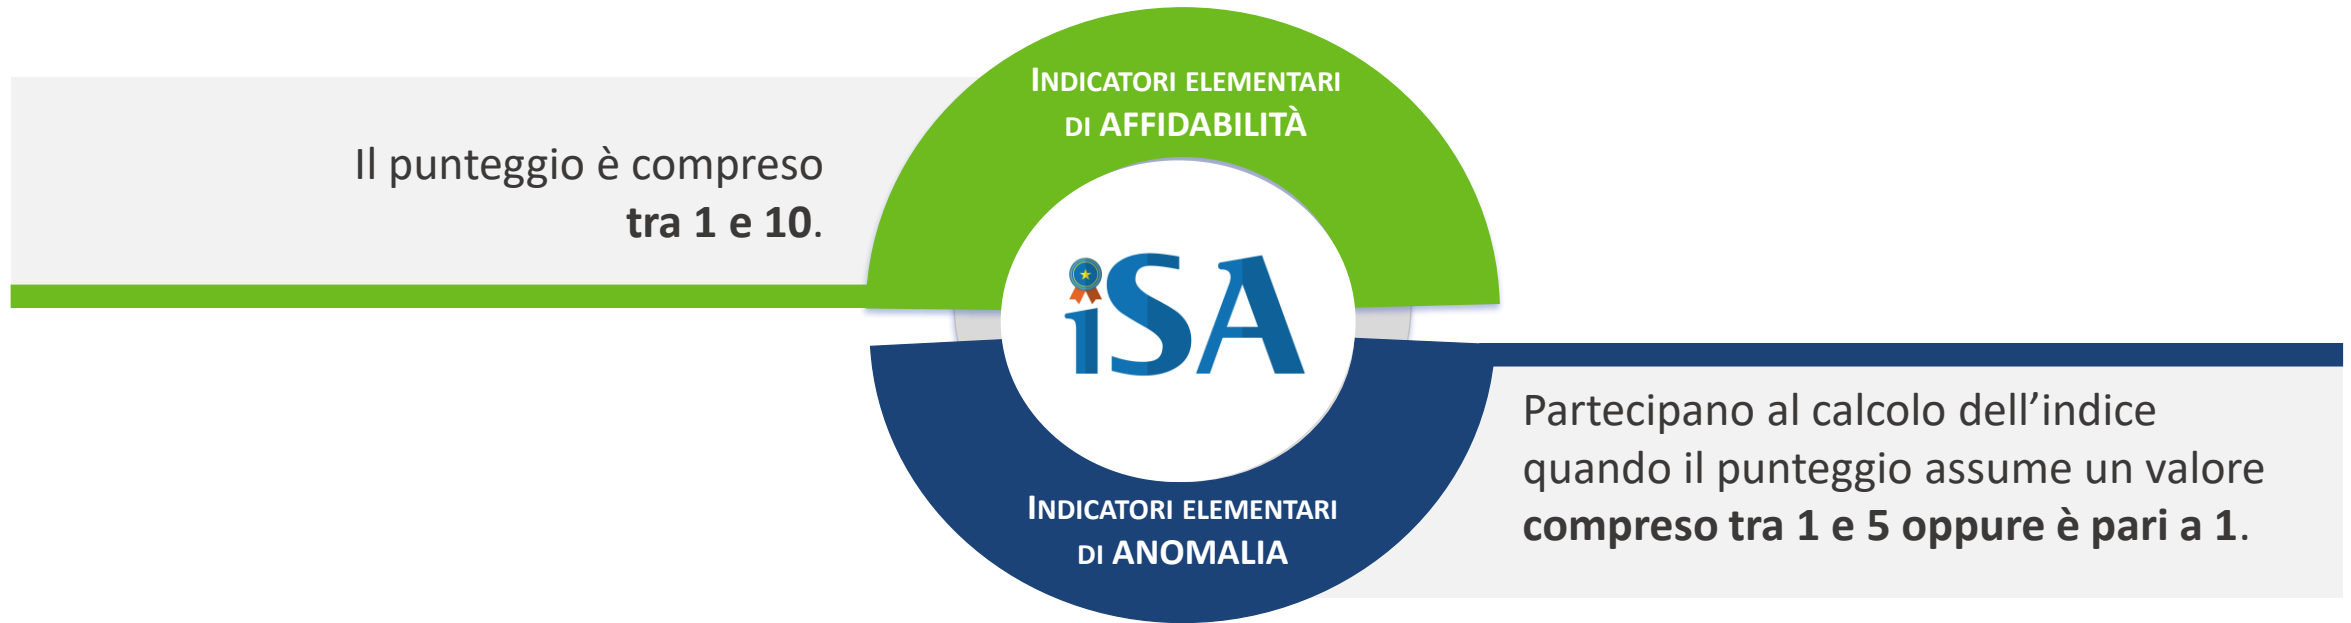 INDICATORI ELEMENTARI
DI AFFIDABILITÀ
Il punteggio è compreso
tra 1 e 10.
iSA
Partecipano al calcolo dell’indice
quando il punteggio assume un valore
compreso tra 1 e 5 oppure è pari a 1.
INDICATORI ELEMENTARI
DI ANOMALIA